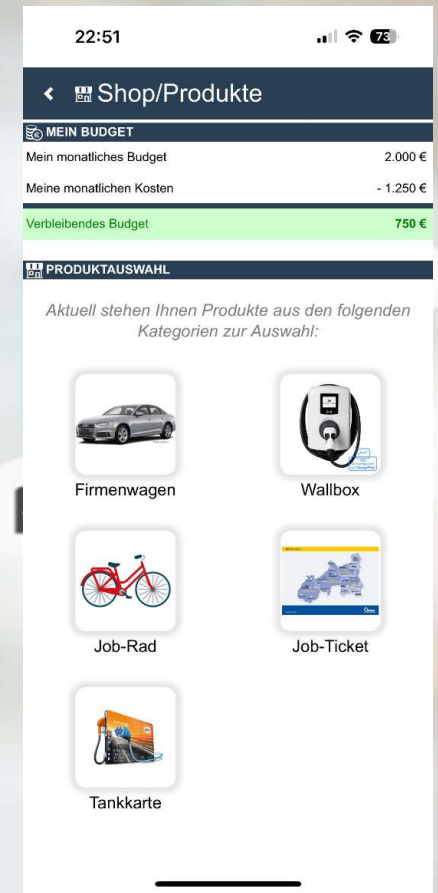 22:51
73
Shop/Produkte
MEIN BUDGET
Mein monatliches Budget 2.000 €
Meine monatlichen Kosten - 1.250 €
Verbleibendes Budget 750 €
PRODUKTAUSWAHL
Aktuell stehen Ihnen Produkte aus den folgenden
Kategorien zur Auswahl:
Firmenwagen
Wallbox
Job-Rad
Job-Ticket
Tankkarte